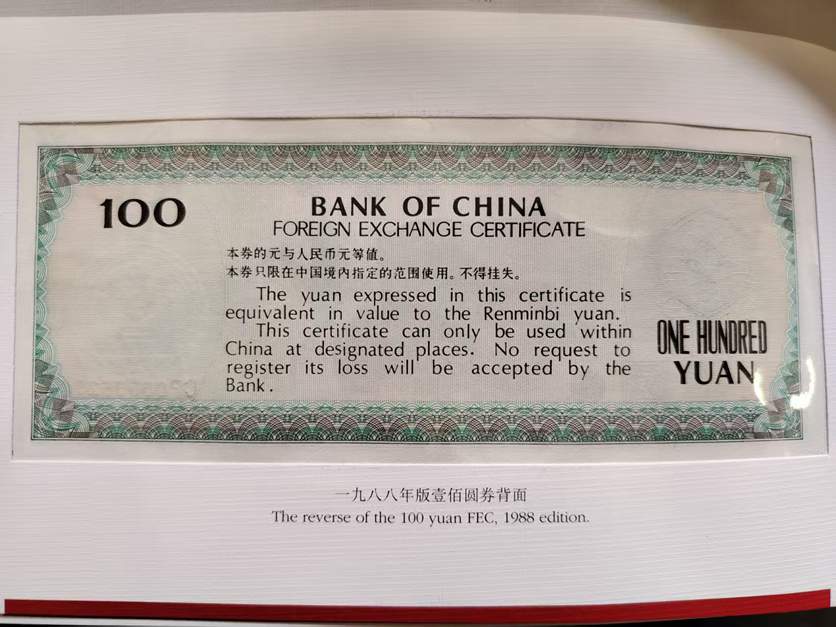 100
BANK OF CHINA
FOREIGN EXCHANGE CERTIFICATE
本券的元与人民币元等值。
本券只限在中国境内指定的范围使用。不得挂失。
The yuan expressed in this certificate is
equivalent in value to the Renminbi yuan.
This certificate can only be used within
China at designated places. No request to
register its loss will be accepted by the
Bank.
ONE HUNDRED
YUAN
一九八八年版壹佰圆券背面
The reverse of the 100 yuan FEC, 1988 edition.